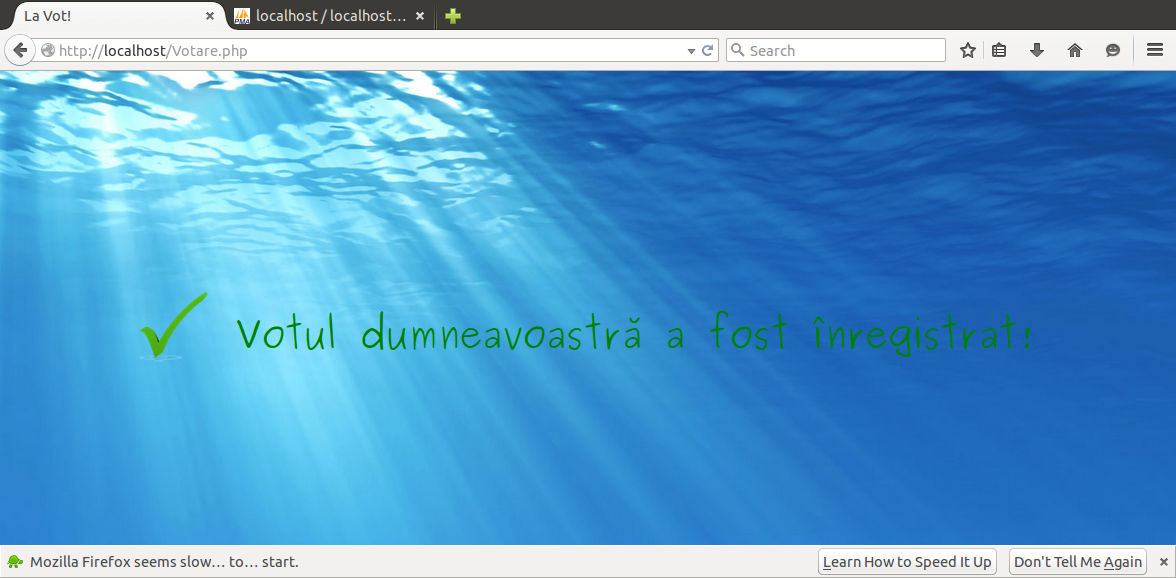 La Vot!
localhost / localhost...
http://localhost/Votare.php
Search
Votul dumneavoastră a fost înregistrat!
Mozilla Firefox seems slow... to... start.
Learn How to Speed It Up
Don't Tell Me Again